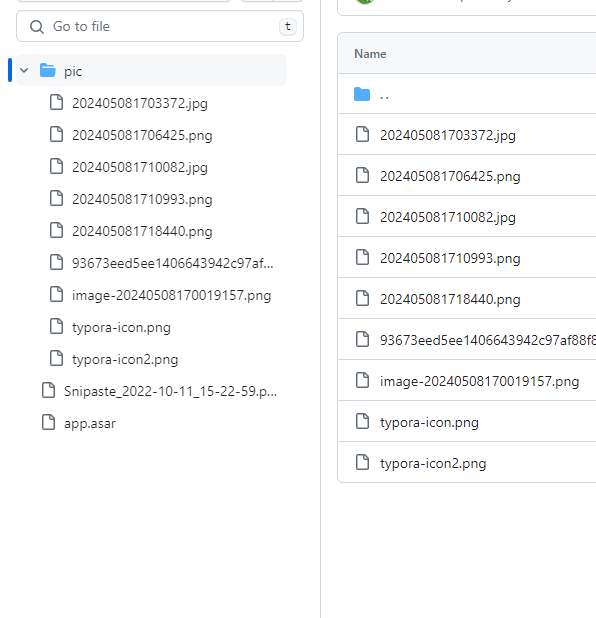 Go to file
t
pic
202405081703372.jpg
202405081706425.png
202405081710082.jpg
202405081710993.png
202405081718440.png
93673eed5ee1406643942c97af...
image-20240508170019157.png
typora-icon.png
typora-icon2.png
Snipaste_2022-10-11_15-22-59.p...
app.asar
Name
..
202405081703372.jpg
202405081706425.png
202405081710082.jpg
202405081710993.png
202405081718440.png
93673eed5ee1406643942c97af88f8
image-20240508170019157.png
typora-icon.png
typora-icon2.png